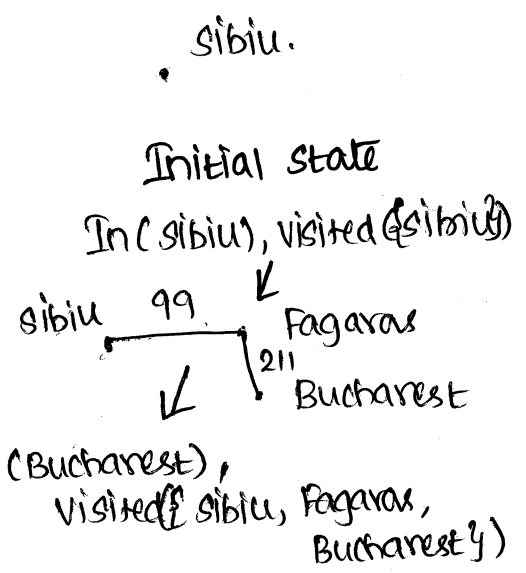 Sibiu.
Initial state
In(sibiu), visited({sibiu})
sibiu 99 Fagaras
211
Bucharest
(Bucharest),
visited({sibiu, Fagaras,
Bucharest})